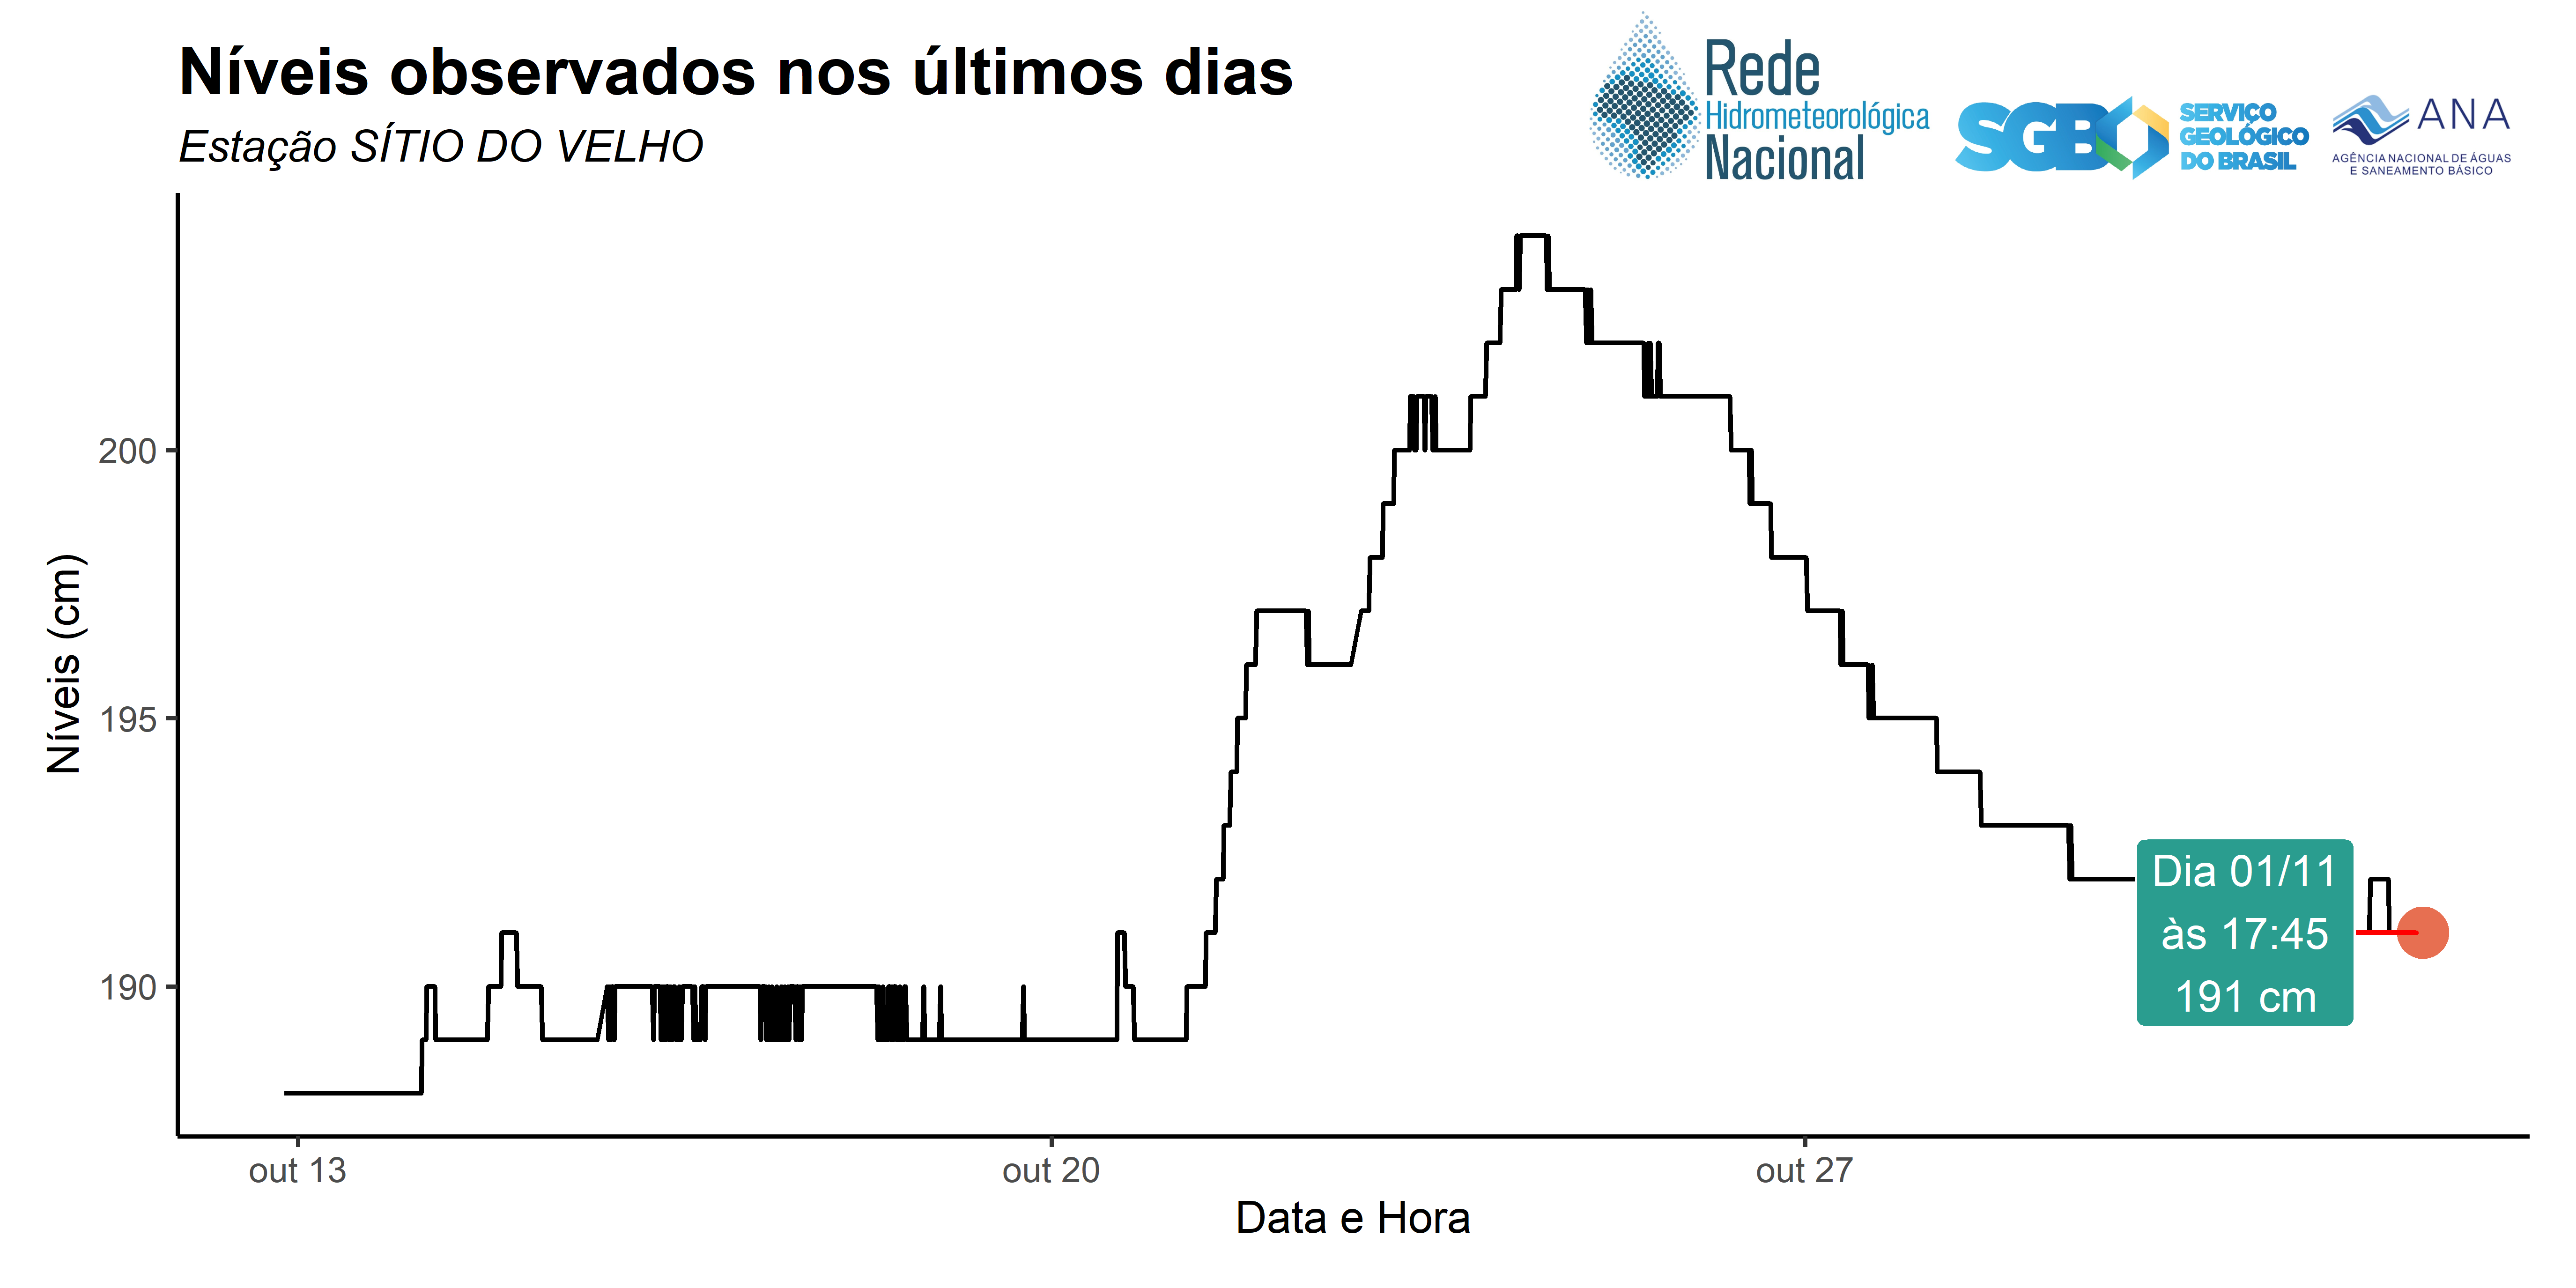 Níveis observados nos últimos dias
Estação SÍTIO DO VELHO
Rede
Hidrometeorológica
Nacional
SGB
SERVIÇO
GEOLÓGICO
DO BRASIL
ANA
AGÊNCIA NACIONAL DE ÁGUAS
E SANEAMENTO BÁSICO
Níveis (cm)
200
195
190
Dia 01/11
às 17:45
191 cm
out 13
out 20
out 27
Data e Hora